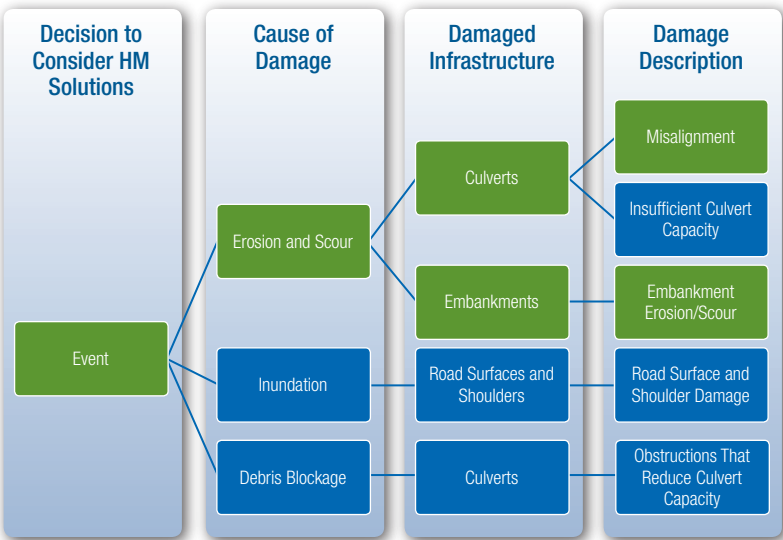 Decision to
Consider HM
Solutions
Cause of
Damage
Damaged
Infrastructure
Damage
Description
Event
Erosion and Scour
Inundation
Debris Blockage
Culverts
Embankments
Road Surfaces and
Shoulders
Culverts
Misalignment
Insufficient Culvert
Capacity
Embankment
Erosion/Scour
Road Surface and
Shoulder Damage
Obstructions That
Reduce Culvert
Capacity